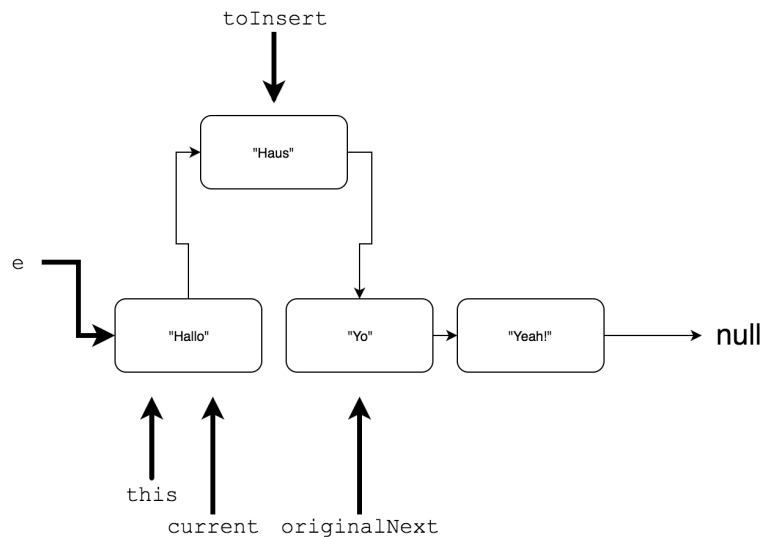 toInsert
"Haus"
e
"Hallo"
"Yo"
"Yeah!"
null
this
current
originalNext